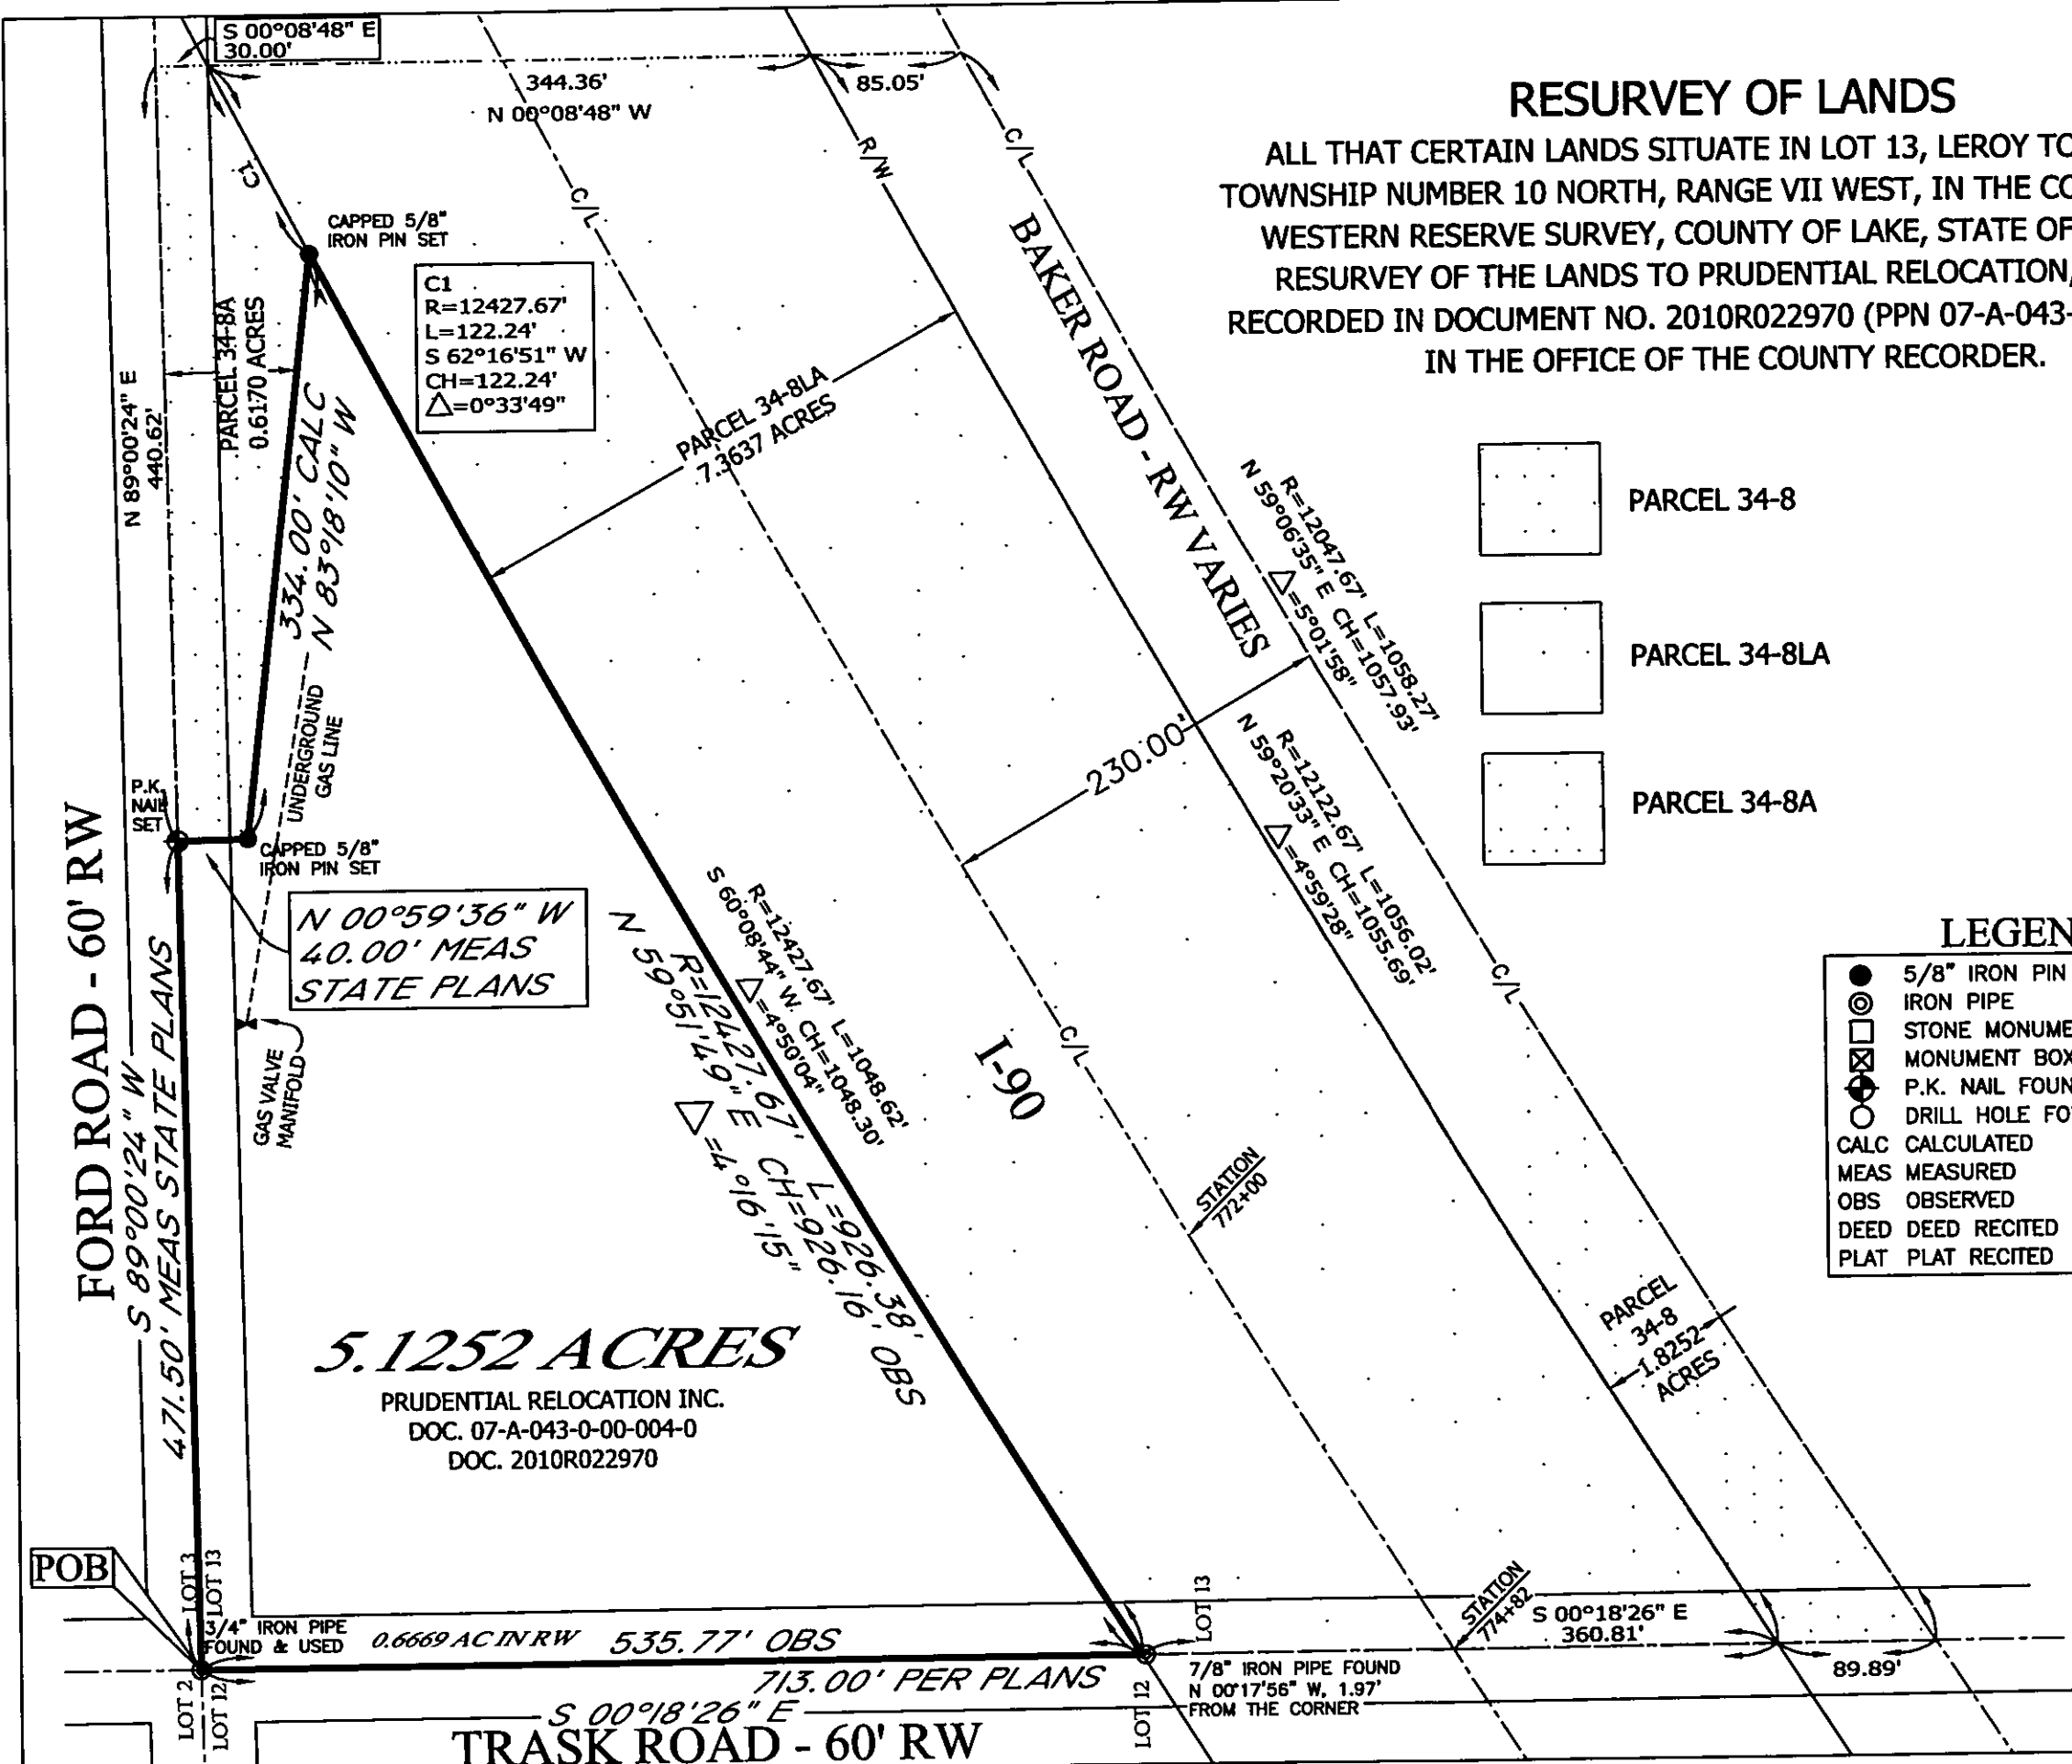 S 00°08'48" E
30.00'
344.36'
N 00°08'48" W
85.05'
RESURVEY OF LANDS
ALL THAT CERTAIN LANDS SITUATE IN LOT 13, LEROY TO
TOWNSHIP NUMBER 10 NORTH, RANGE VII WEST, IN THE CO
WESTERN RESERVE SURVEY, COUNTY OF LAKE, STATE OF
RESURVEY OF THE LANDS TO PRUDENTIAL RELOCATION,
RECORDED IN DOCUMENT NO. 2010R022970 (PPN 07-A-043-
IN THE OFFICE OF THE COUNTY RECORDER.
C1
C/L
R/W
C/L
CAPPED 5/8"
IRON PIN SET
C1
R=12427.67'
L=122.24'
S 62°16'51" W
CH=122.24'
△=0°33'49"
N 89°00'24" E
440.62'
PARCEL 34-8A
0.6170 ACRES
334.00' CALC
N 83°18'10" W
PARCEL 34-8LA
7.3637 ACRES
BAKER ROAD - RW VARIES
R=12047.67' L=1058.27'
N 59°06'35" E CH=1057.93'
△=5°01'58"
PARCEL 34-8
PARCEL 34-8LA
PARCEL 34-8A
UNDERGROUND
GAS LINE
P.K.
NAIL
SET
CAPPED 5/8"
IRON PIN SET
230.00'
R=12122.67' L=1056.02'
N 59°20'33" E CH=1055.69'
△=4°59'28"
N 00°59'36" W
40.00' MEAS
STATE PLANS
FORD ROAD - 60' RW
S 89°00'24" W
471.50' MEAS STATE PLANS
GAS VALVE
MANIFOLD
R=12427.67' L=1048.62'
S 60°08'44" W. CH=1048.30'
△=4°50'04"
R=12427.67' L=926.38'
N 59°51'49" E CH=926.16' OBS
△=4°16'15"
I-90
C/L
C/L
STATION
772+00
LEGEN
5/8" IRON PIN
IRON PIPE
STONE MONUME
MONUMENT BOX
P.K. NAIL FOUN
DRILL HOLE FO
CALC CALCULATED
MEAS MEASURED
OBS OBSERVED
DEED DEED RECITED
PLAT PLAT RECITED
PARCEL
34-8
1.8252
ACRES
5.1252 ACRES
PRUDENTIAL RELOCATION INC.
DOC. 07-A-043-0-00-004-0
DOC. 2010R022970
POB
LOT 3
LOT 13
LOT 2
LOT 12
3/4" IRON PIPE
FOUND & USED
0.6669 AC IN RW
535.77' OBS
713.00' PER PLANS
S 00°18'26" E
LOT 13
LOT 12
7/8" IRON PIPE FOUND
N 00°17'56" W, 1.97'
FROM THE CORNER
STATION
774+82
S 00°18'26" E
360.81'
89.89'
TRASK ROAD - 60' RW